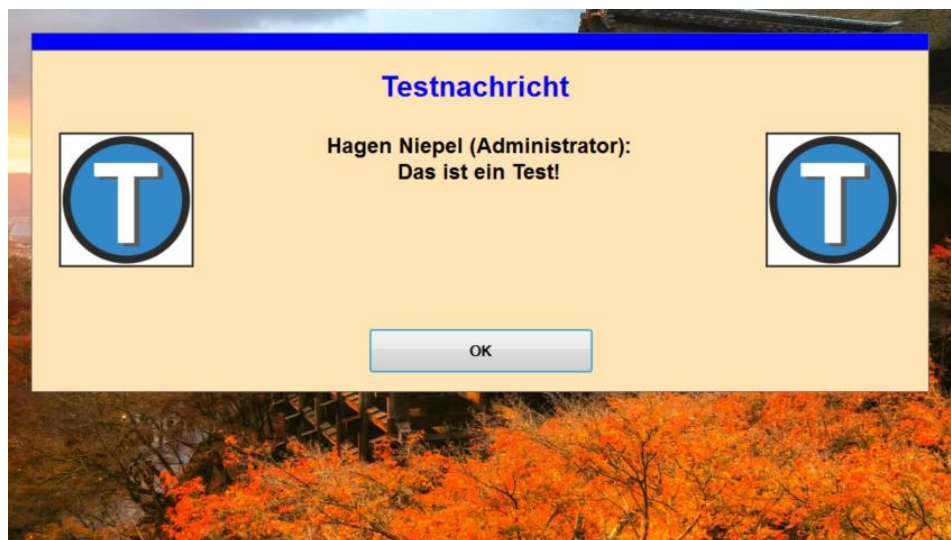 Testnachricht
Hagen Niepel (Administrator):
Das ist ein Test!
T
T
OK